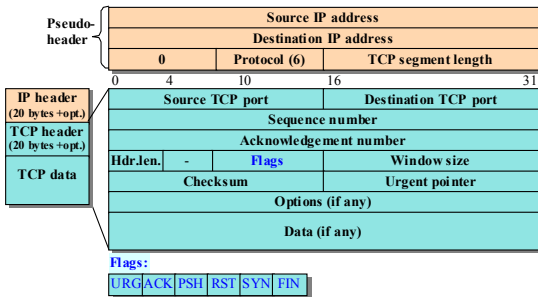 Pseudo-
header
Source IP address
Destination IP address
0 Protocol (6) TCP segment length
0 4 10 16 31
IP header
(20 bytes +opt.)
TCP header
(20 bytes +opt.)
TCP data
Source TCP port Destination TCP port
Sequence number
Acknowledgement number
Hdr.len. - Flags Window size
Checksum Urgent pointer
Options (if any)
Data (if any)
Flags:
URG ACK PSH RST SYN FIN